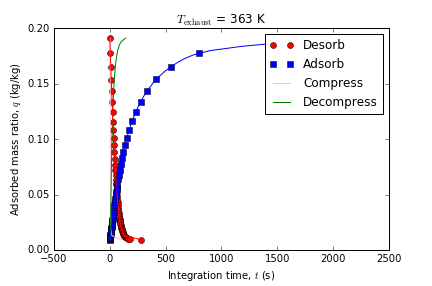 T_exhaust = 363 K
Adsorbed mass ratio, q (kg/kg)
0.20
0.15
0.10
0.05
0.00
Desorb
Adsorb
Compress
Decompress
−500 0 500 1000 1500 2000 2500
Integration time, t (s)